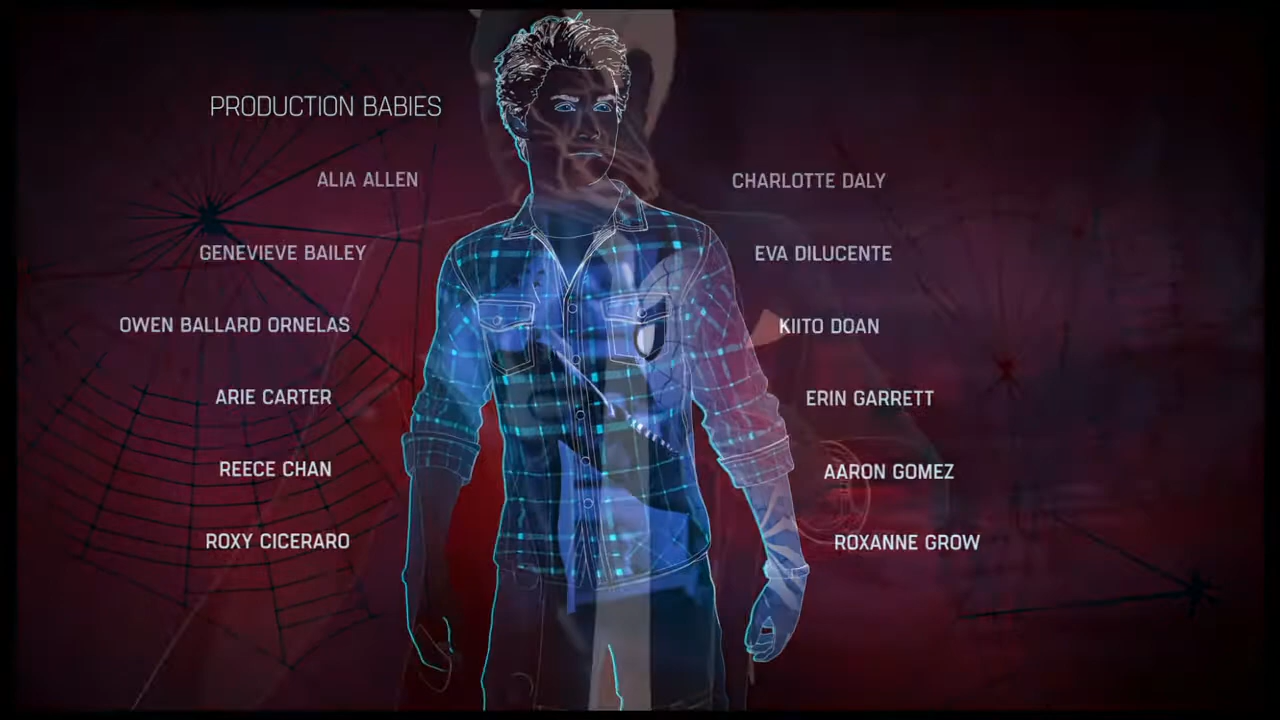 PRODUCTION BABIES
ALIA ALLEN
GENEVIEVE BAILEY
OWEN BALLARD ORNELAS
ARIE CARTER
REECE CHAN
ROXY CICERARO
CHARLOTTE DALY
EVA DILUCENTE
KIITO DOAN
ERIN GARRETT
AARON GOMEZ
ROXANNE GROW